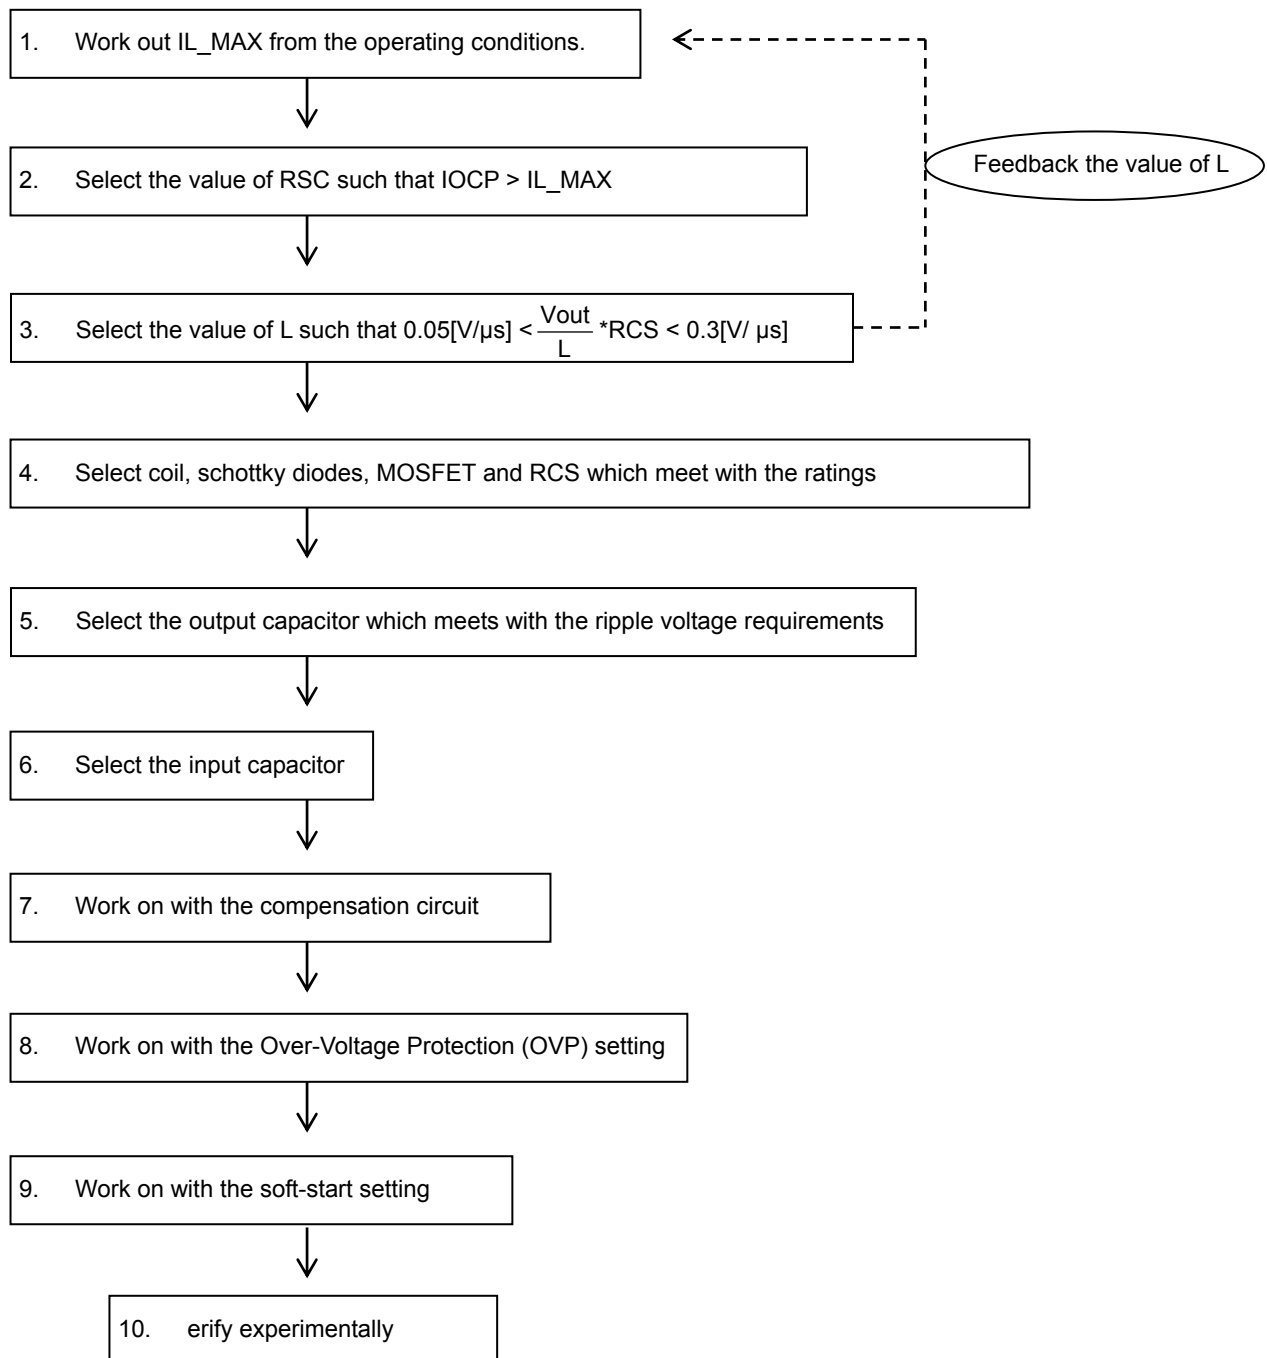 1. Work out IL_MAX from the operating conditions.
Feedback the value of L
2. Select the value of RSC such that IOCP > IL_MAX
3. Select the value of L such that 0.05[V/µs] < Vout/L *RCS < 0.3[V/ µs]
4. Select coil, schottky diodes, MOSFET and RCS which meet with the ratings
5. Select the output capacitor which meets with the ripple voltage requirements
6. Select the input capacitor
7. Work on with the compensation circuit
8. Work on with the Over-Voltage Protection (OVP) setting
9. Work on with the soft-start setting
10. erify experimentally